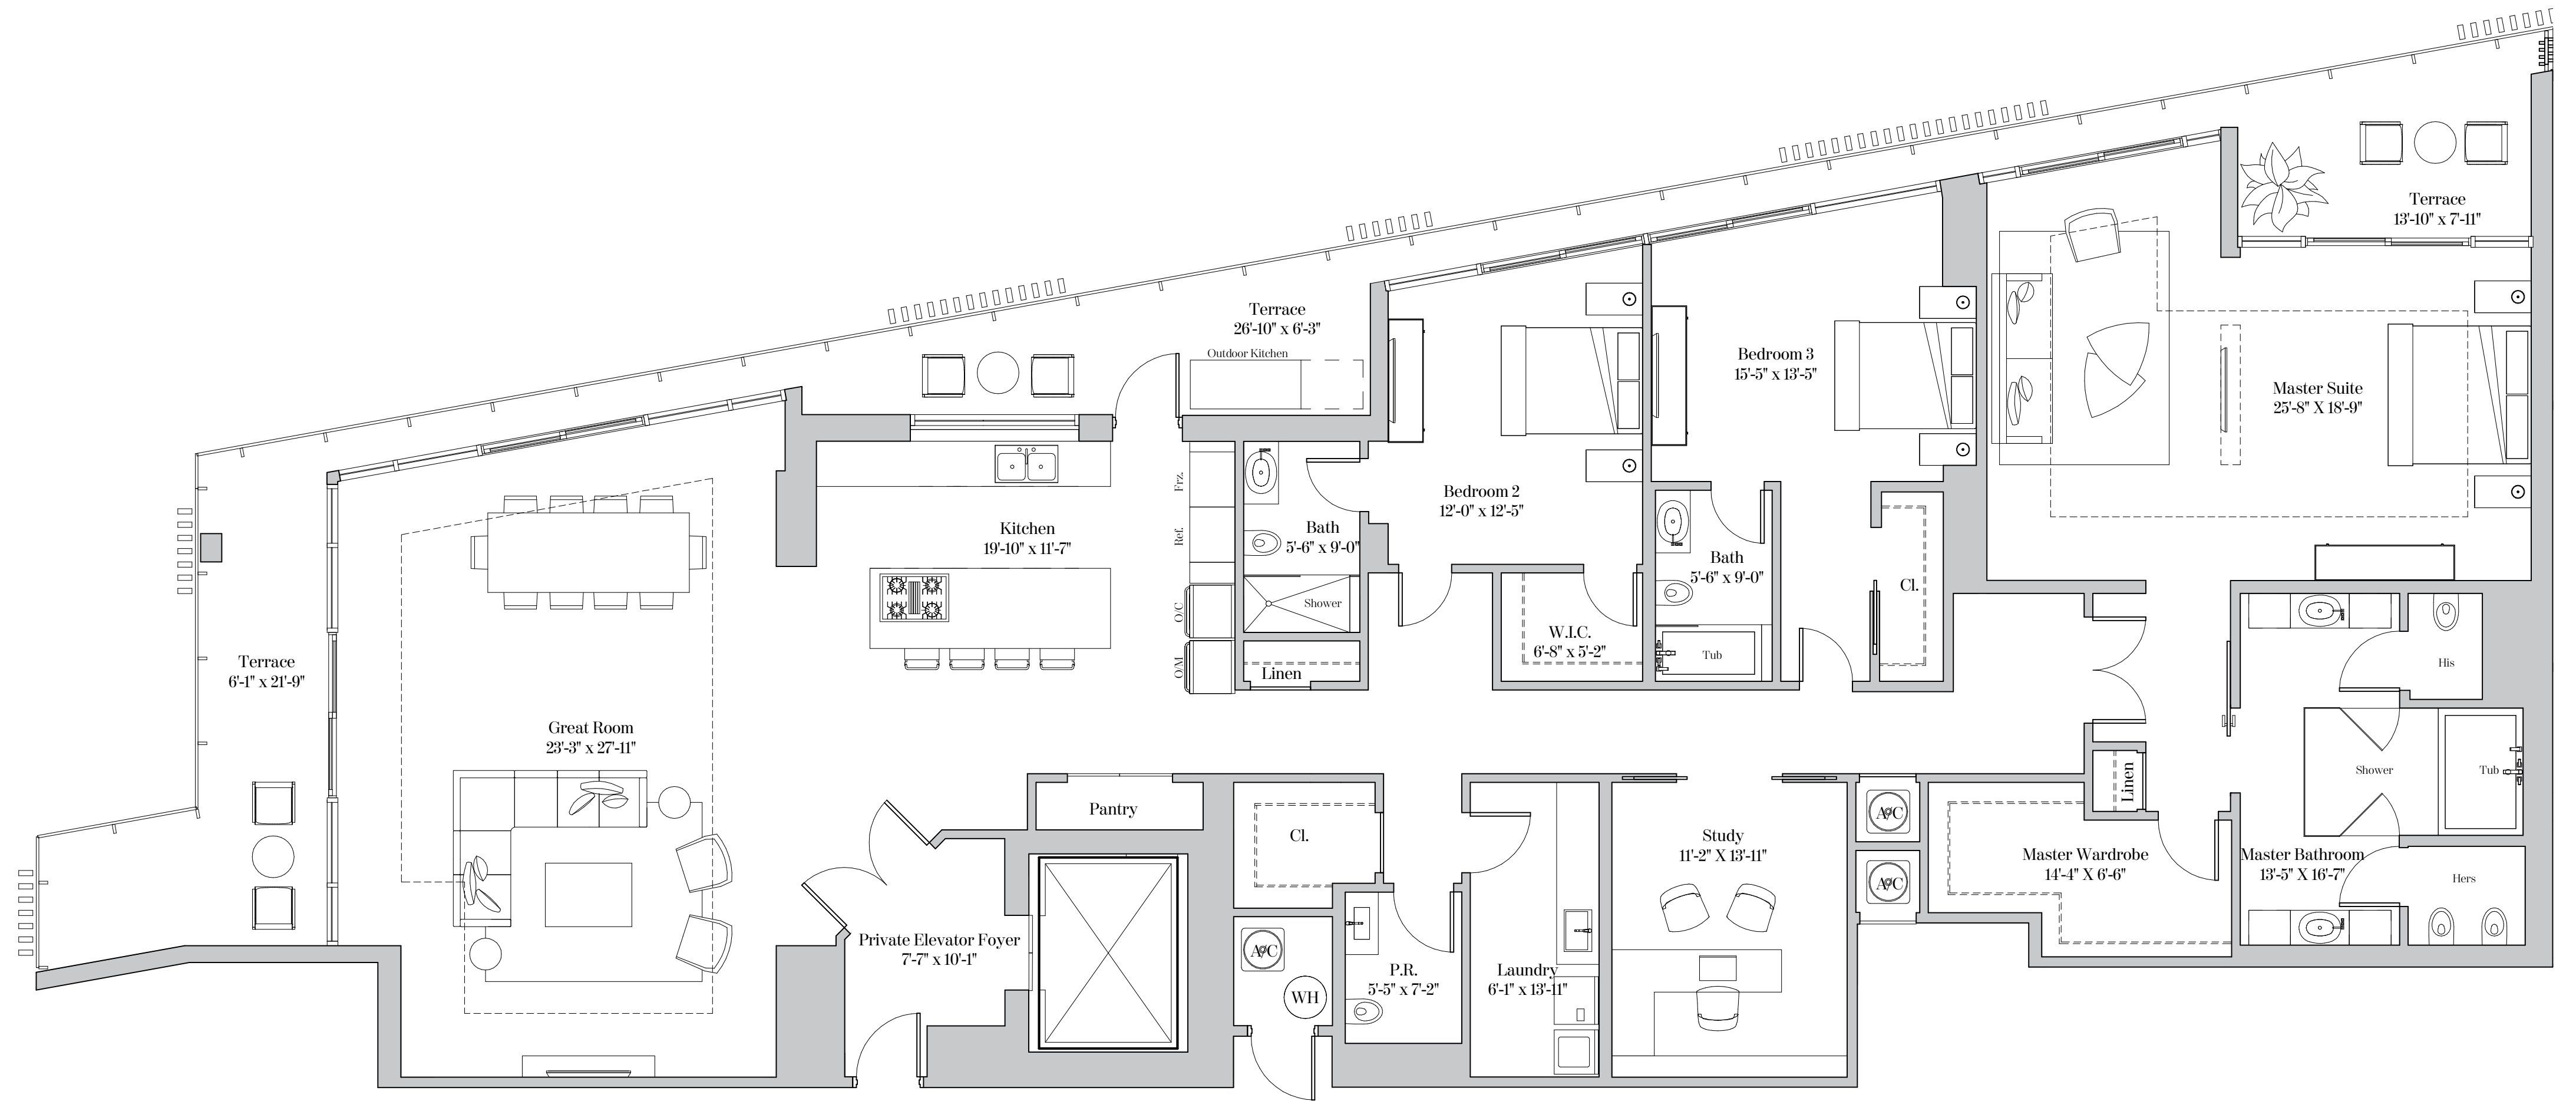 Terrace
13'-10" x 7'-11"
Terrace
26'-10" x 6'-3"
Outdoor Kitchen
Bedroom 3
15'-5" x 13'-5"
Master Suite
25'-8" X 18'-9"
Bedroom 2
12'-0" x 12'-5"
Kitchen
19'-10" x 11'-7"
Frz.
Ref.
O/C
O/M
Bath
5'-6" x 9'-0"
Shower
Linen
W.I.C.
6'-8" x 5'-2"
Bath
5'-6" x 9'-0"
Tub
Cl.
Terrace
6'-1" x 21'-9"
Great Room
23'-3" x 27'-11"
His
Shower
Tub
Linen
Pantry
Cl.
Study
11'-2" X 13'-11"
A/C
A/C
Master Wardrobe
14'-4" X 6'-6"
Master Bathroom
13'-5" X 16'-7"
Hers
Private Elevator Foyer
7'-7" x 10'-1"
A/C
WH
P.R.
5'-5" x 7'-2"
Laundry
6'-1" x 13'-11"